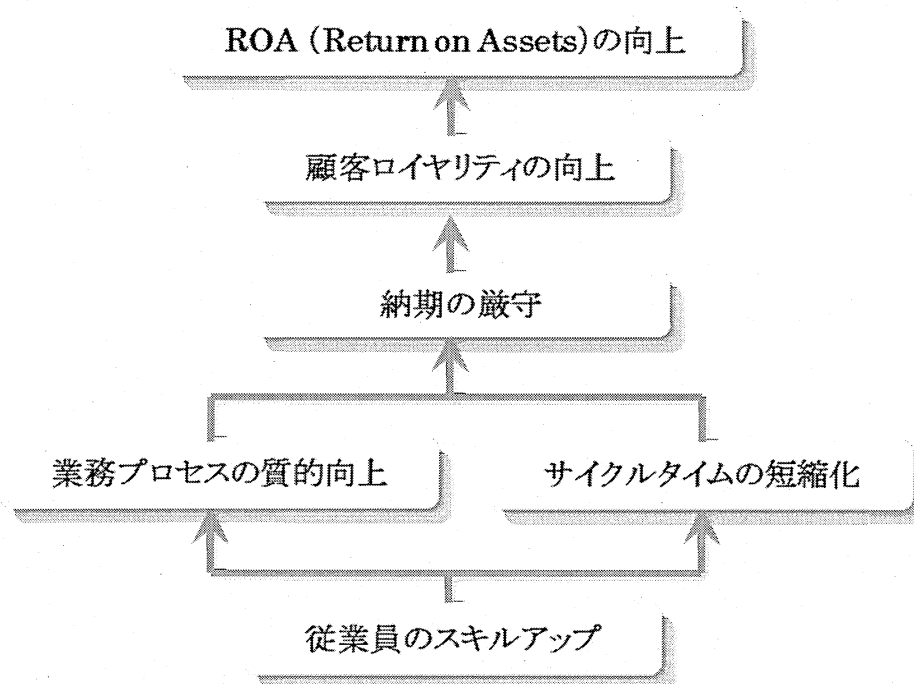 ROA (Return on Assets)の向上
顧客ロイヤリティの向上
納期の厳守
業務プロセスの質的向上
サイクルタイムの短縮化
従業員のスキルアップ